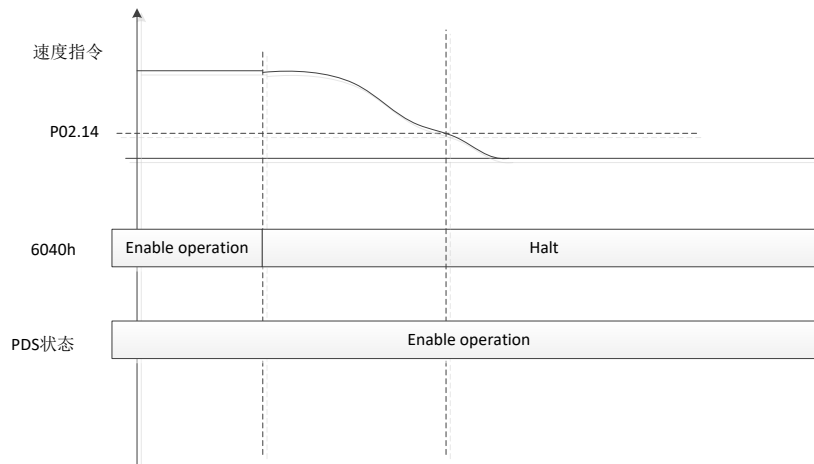 速度指令
P02.14
6040h
Enable operation
Halt
PDS状态
Enable operation